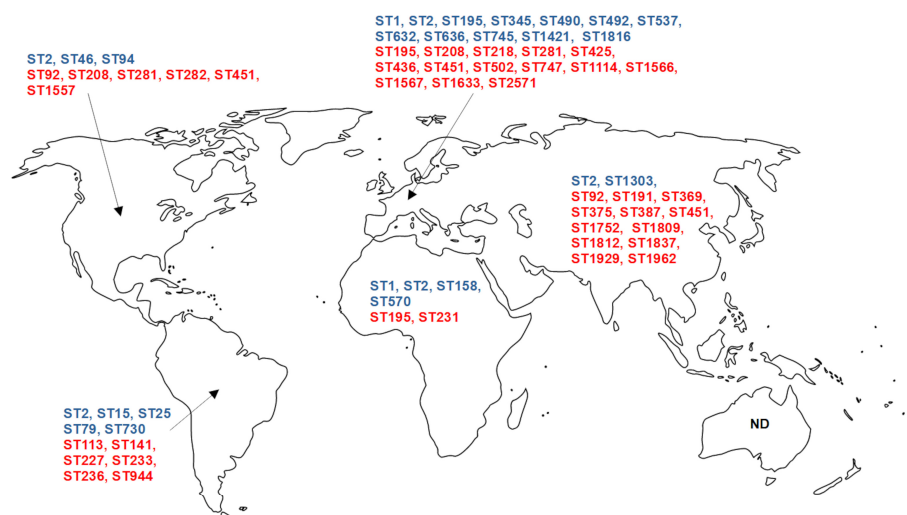 ST1, ST2, ST195, ST345, ST490, ST492, ST537,
ST632, ST636, ST745, ST1421, ST1816
ST195, ST208, ST218, ST281, ST425,
ST436, ST451, ST502, ST747, ST1114, ST1566,
ST1567, ST1633, ST2571
ST2, ST46, ST94
ST92, ST208, ST281, ST282, ST451,
ST1557
ST2, ST1303,
ST92, ST191, ST369,
ST375, ST387, ST451,
ST1752, ST1809,
ST1812, ST1837,
ST1929, ST1962
ST1, ST2, ST158,
ST570
ST195, ST231
ST2, ST15, ST25
ST79, ST730
ST113, ST141,
ST227, ST233,
ST236, ST944
ND